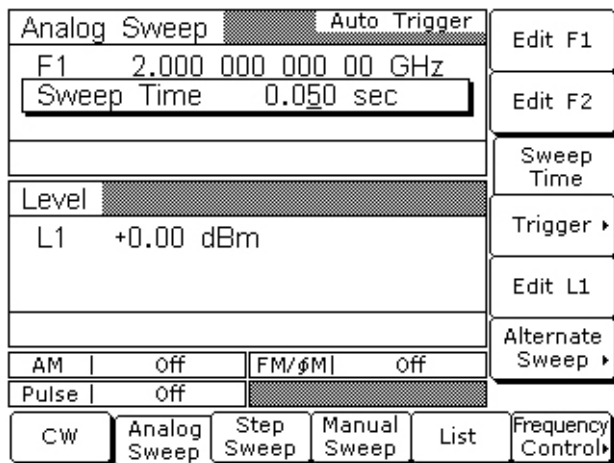 Analog Sweep Auto Trigger
F1 2.000 000 000 00 GHz
Sweep Time 0.050 sec
Level
L1 +0.00 dBm
AM | Off FM/ϕM| Off
Pulse | Off
Edit F1
Edit F2
Sweep
Time
Trigger ▸
Edit L1
Alternate
Sweep ▸
CW
Analog
Sweep
Step
Sweep
Manual
Sweep
List
Frequency
Control▸